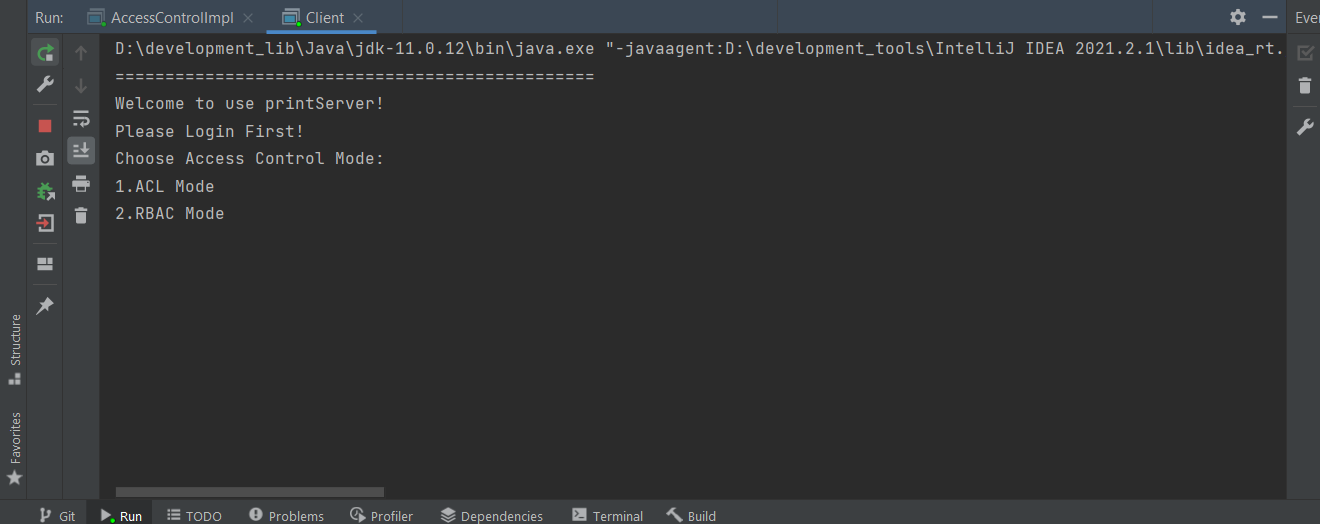 Run: AccessControlImpl Client
Eve
D:\development_lib\Java\jdk-11.0.12\bin\java.exe "-javaagent:D:\development_tools\IntelliJ IDEA 2021.2.1\lib\idea_rt.
================================================
Welcome to use printServer!
Please Login First!
Choose Access Control Mode:
1.ACL Mode
2.RBAC Mode
Structure
Favorites
Git Run TODO Problems Profiler Dependencies Terminal Build